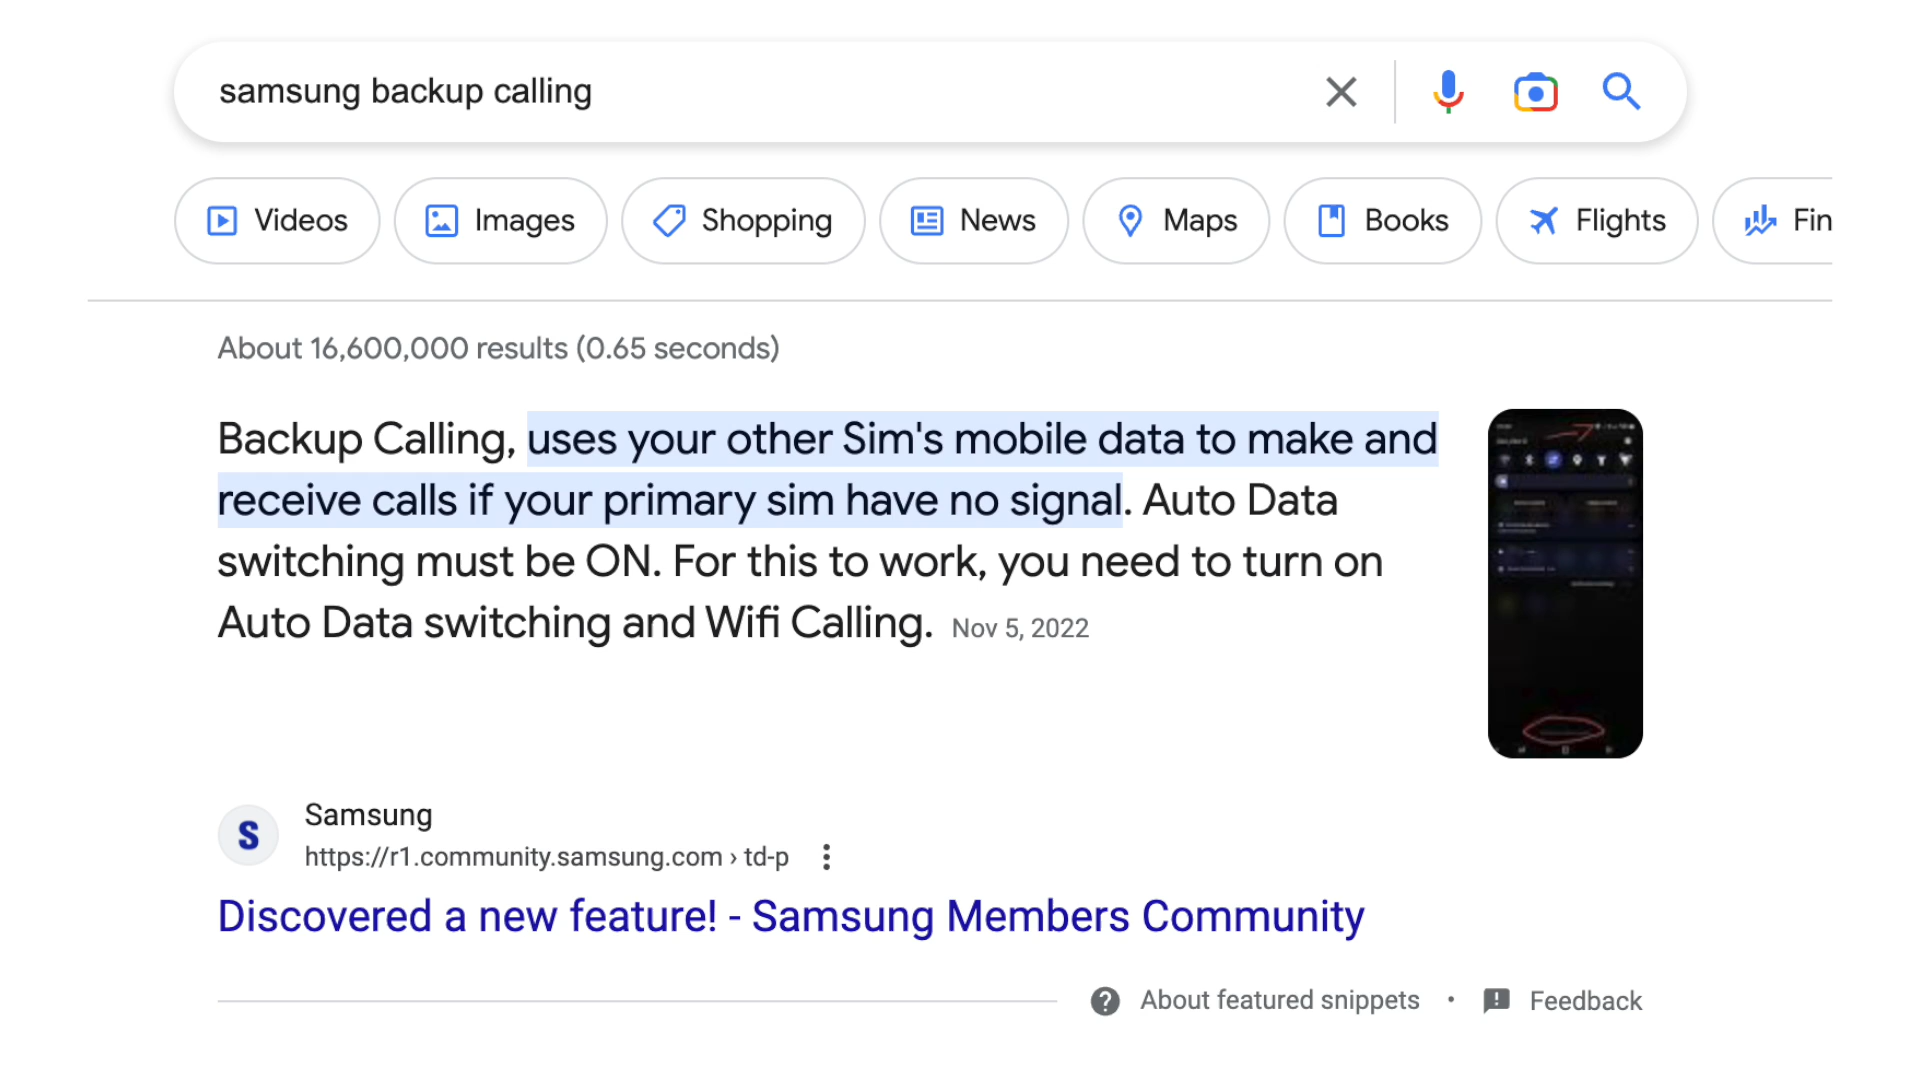 samsung backup calling
Videos Images Shopping News Maps Books Flights Fin
About 16,600,000 results (0.65 seconds)
Backup Calling, uses your other Sim's mobile data to make and
receive calls if your primary sim have no signal. Auto Data
switching must be ON. For this to work, you need to turn on
Auto Data switching and Wifi Calling. Nov 5, 2022
S
Samsung
https://r1.community.samsung.com › td-p
Discovered a new feature! - Samsung Members Community
About featured snippets • Feedback